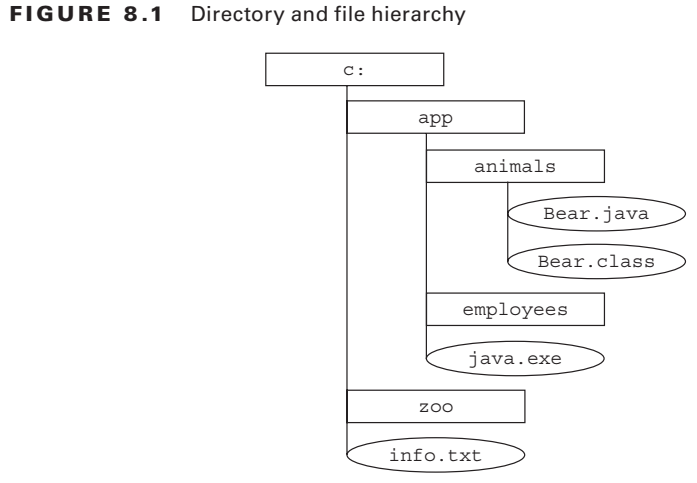 FIGURE 8.1 Directory and file hierarchy
c:
app
animals
Bear.java
Bear.class
employees
java.exe
zoo
info.txt